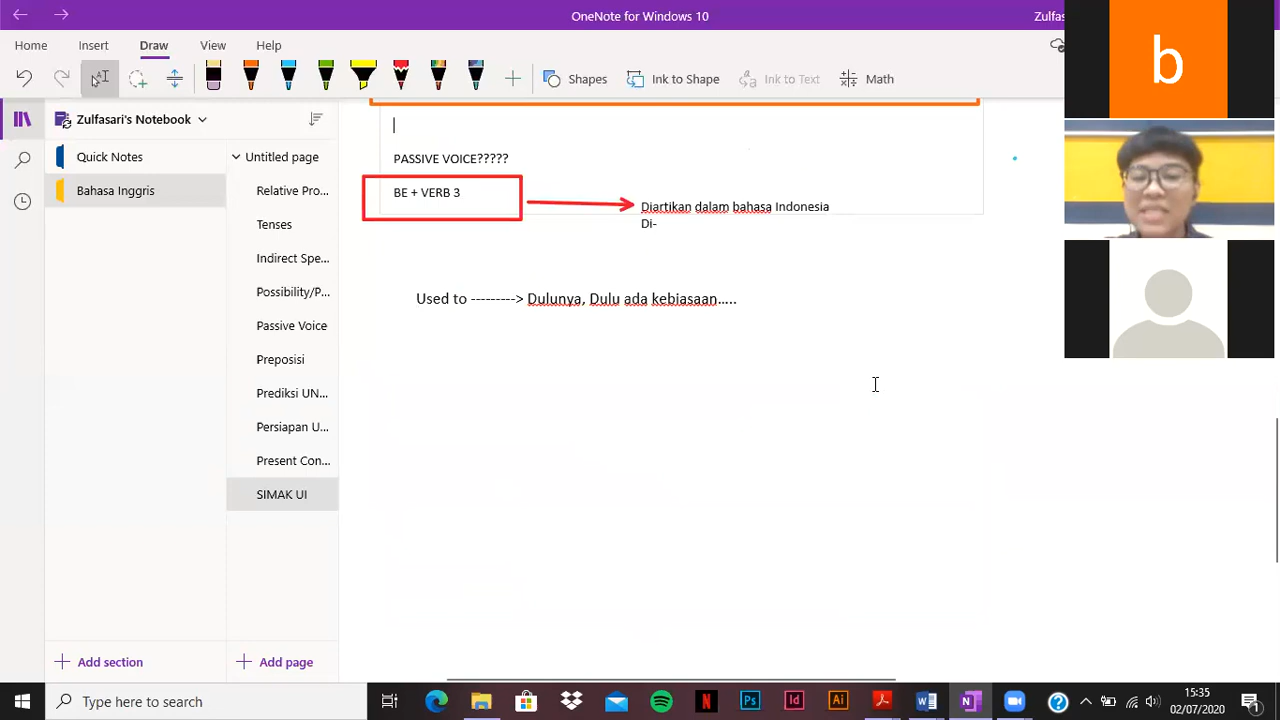 OneNote for Windows 10
Zulfas
Home Insert Draw View Help
Shapes Ink to Shape Ink to Text Math
b
Zulfasari's Notebook
Quick Notes
Bahasa Inggris
Untitled page
Relative Pro...
Tenses
Indirect Spe...
Possibility/P...
Passive Voice
Preposisi
Prediksi UN...
Persiapan U...
Present Con...
SIMAK UI
PASSIVE VOICE?????
BE + VERB 3
Diartikan dalam bahasa Indonesia
Di-
Used to ---------> Dulunya, Dulu ada kebiasaan.....
Add section
Add page
Type here to search
15:35
02/07/2020